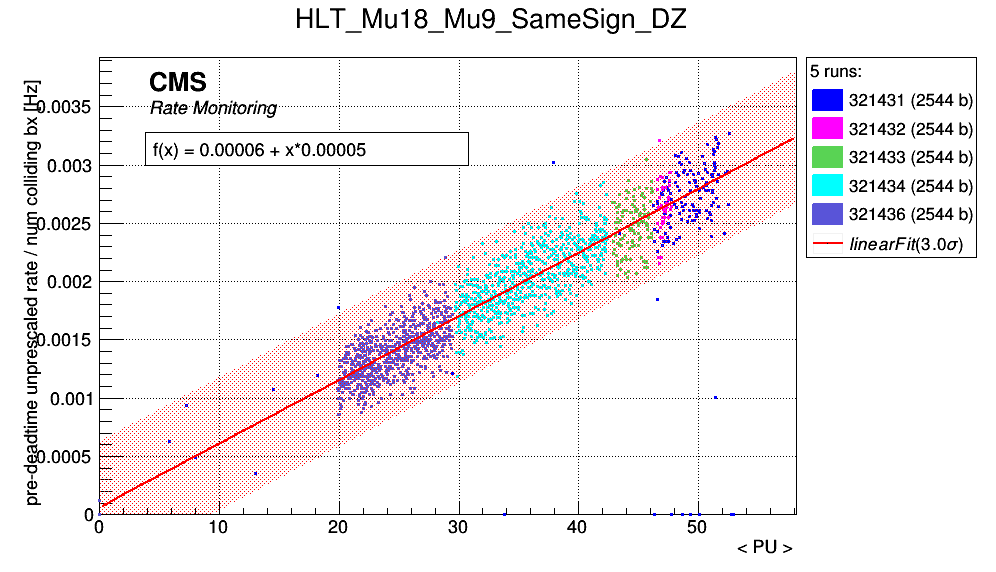 HLT_Mu18_Mu9_SameSign_DZ
CMS
Rate Monitoring
f(x) = 0.00006 + x*0.00005
pre-deadtime unprescaled rate / num colliding bx [Hz]
0.0035
0.003
0.0025
0.002
0.0015
0.001
0.0005
0
0 10 20 30 40 50
< PU >
5 runs:
321431 (2544 b)
321432 (2544 b)
321433 (2544 b)
321434 (2544 b)
321436 (2544 b)
linearFit(3.0σ)